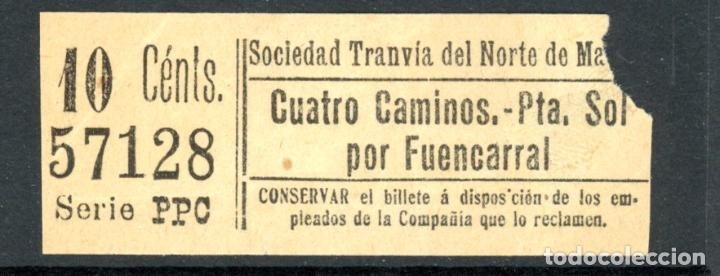 10 Cénts.
57128
Serie PPC
Sociedad Tranvía del Norte de Ma
Cuatro Caminos.-Pta. Sol
por Fuencarral
CONSERVAR el billete á disposición de los em-
pleados de la Compañia que lo reclamen.
todocoleccion.net